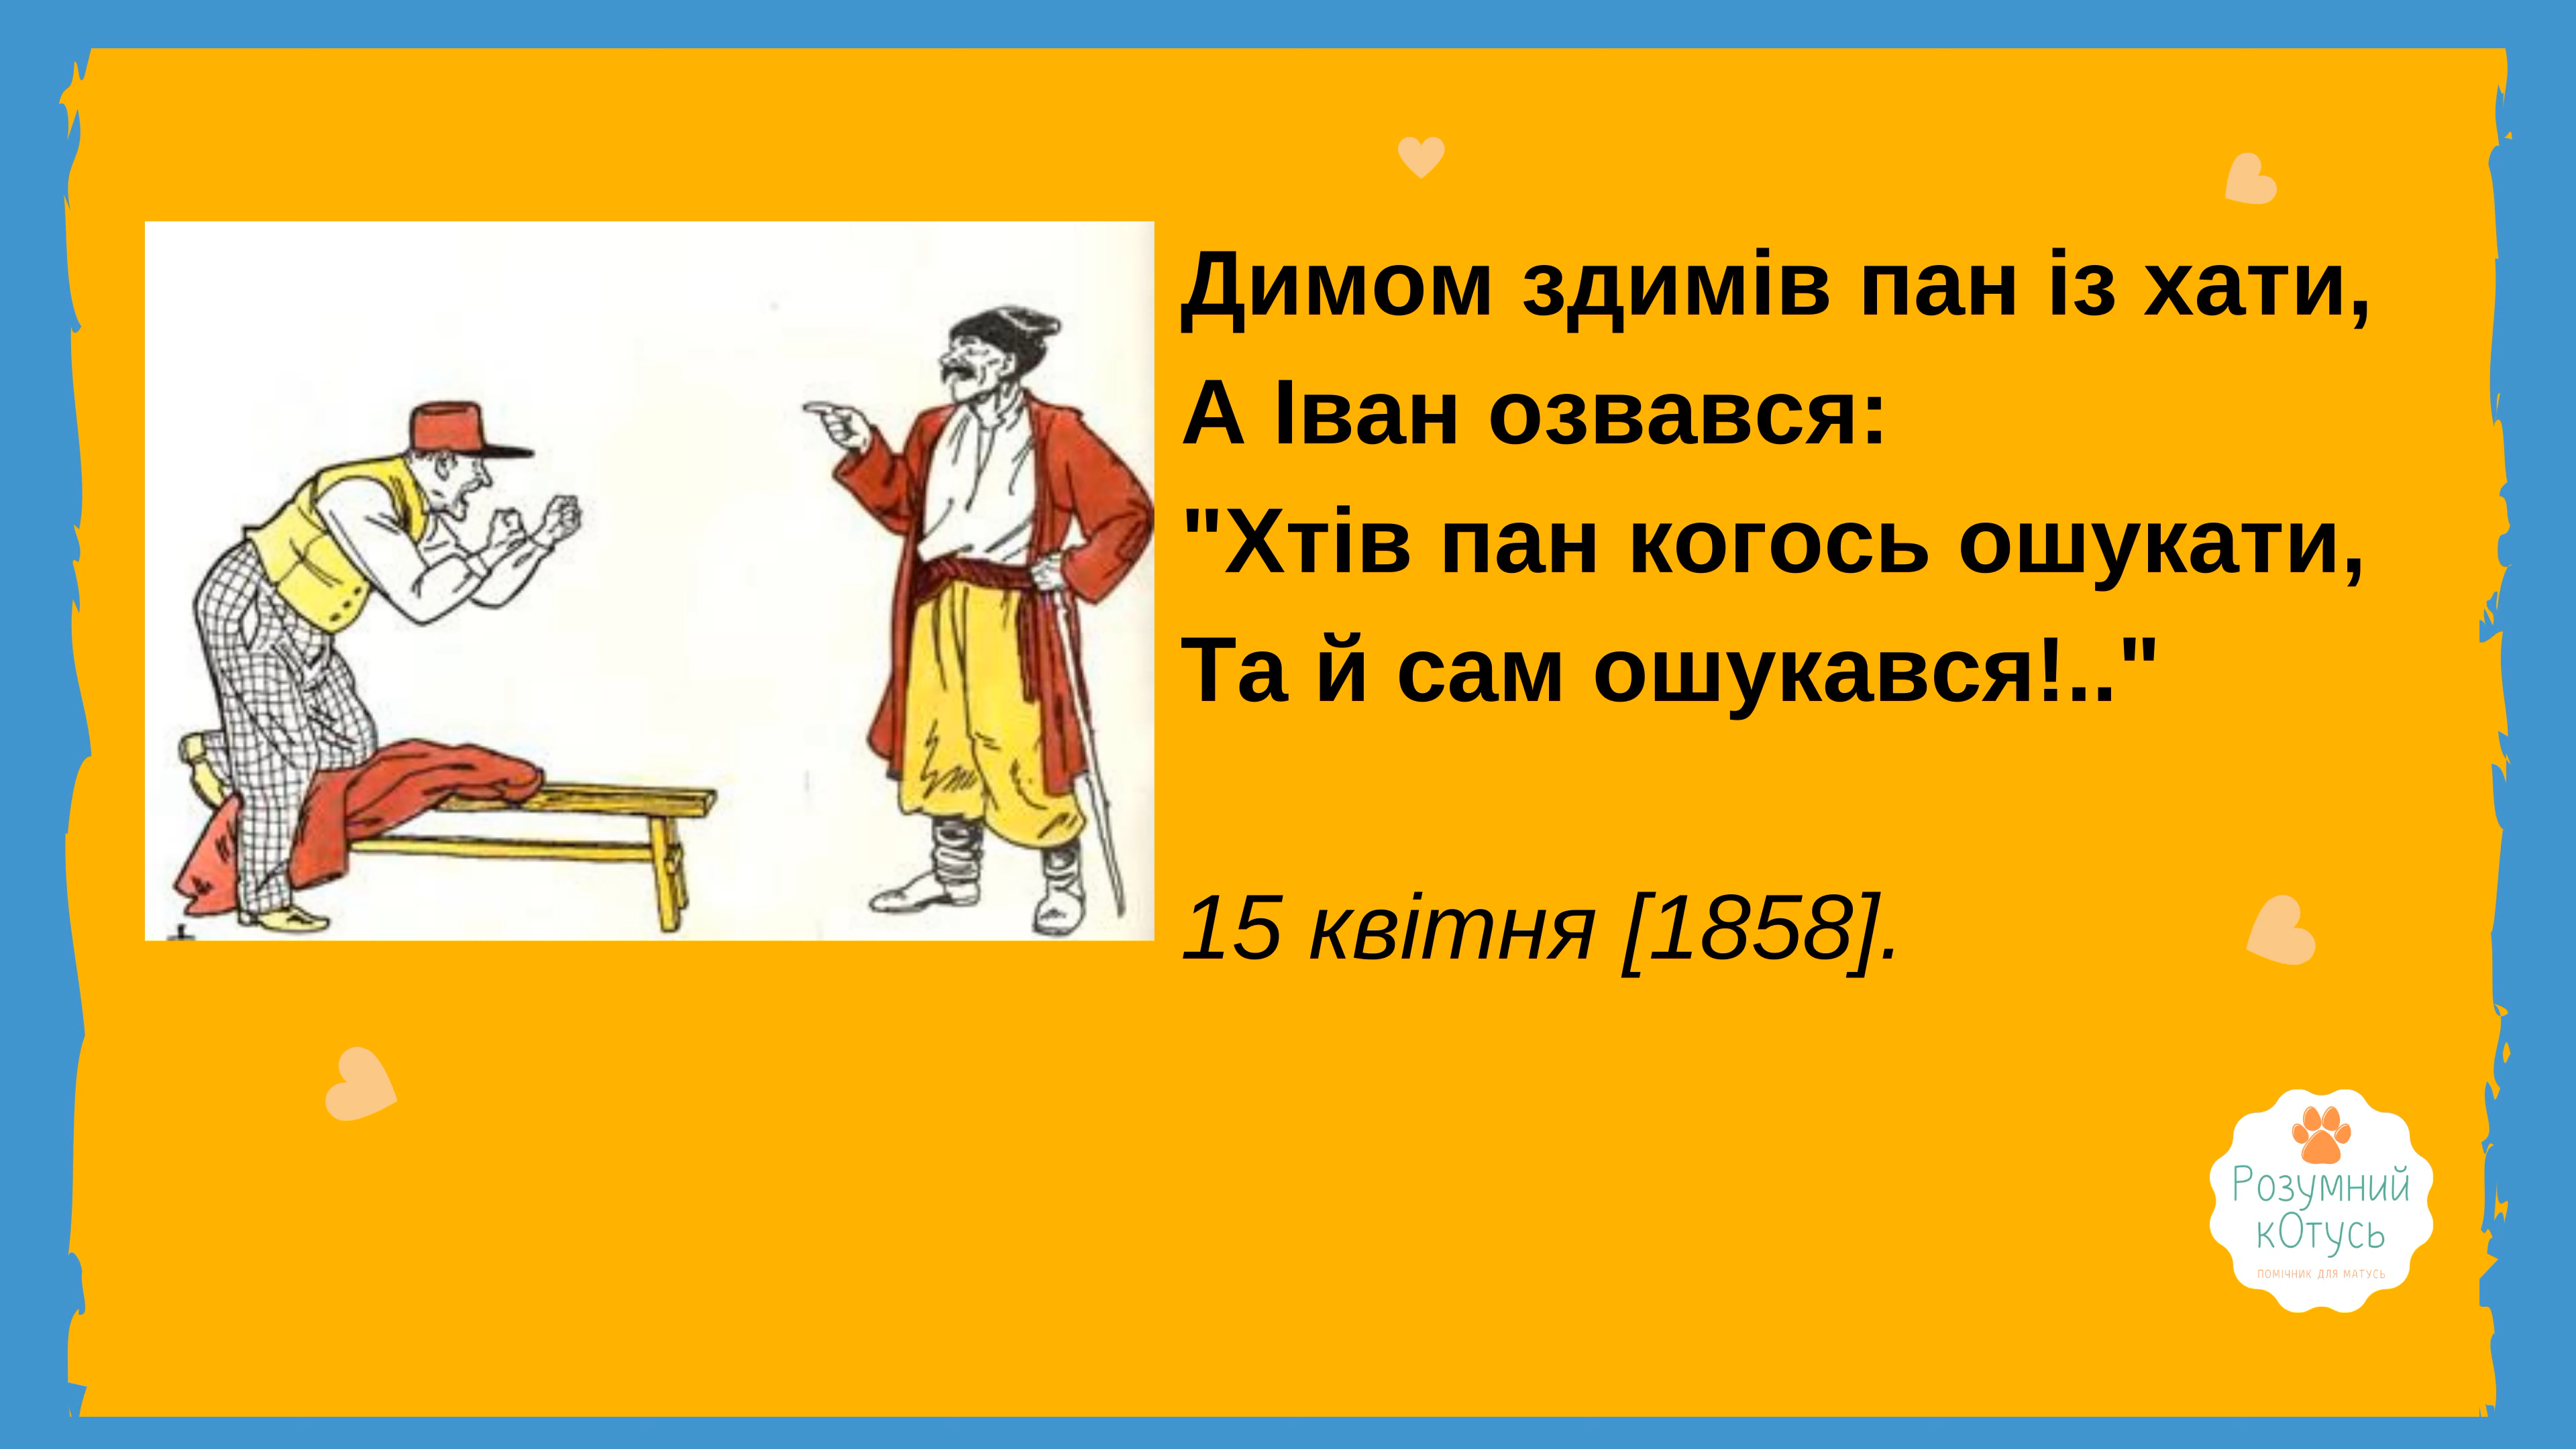 Димом здимів пан із хати,
А Іван озвався:
"Хтів пан когось ошукати,
Та й сам ошукався!.."
15 квітня [1858].
Розумний
кОтусь
ПОМІЧНИК ДЛЯ МАТУСЬ